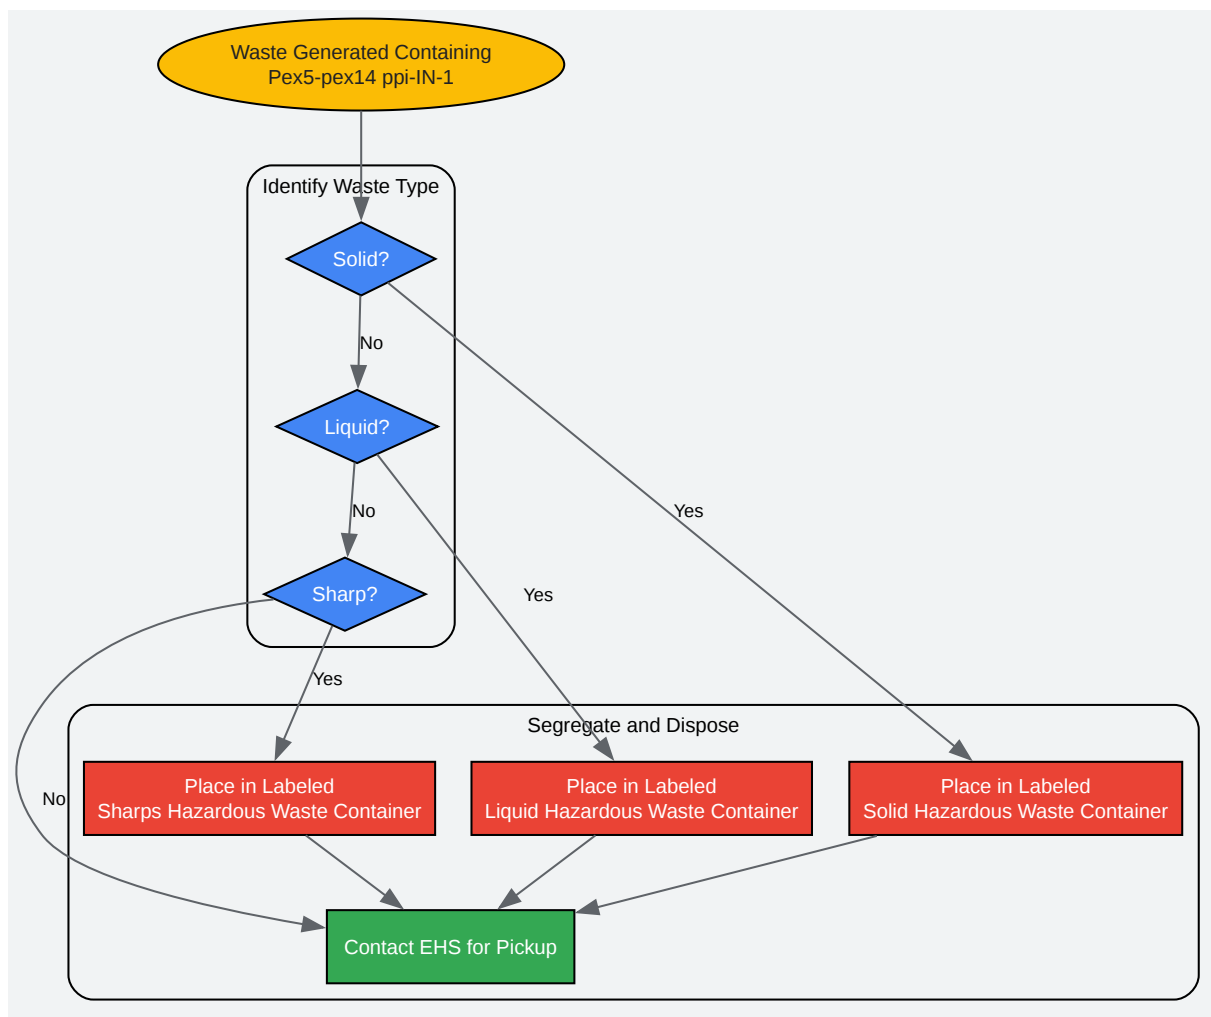 Waste Generated Containing
Pex5-pex14 ppi-IN-1
Identify Waste Type
Solid?
No
Liquid?
No
Yes
Sharp?
Yes
Yes
Segregate and Dispose
Place in Labeled
Sharps Hazardous Waste Container
Place in Labeled
Liquid Hazardous Waste Container
Place in Labeled
Solid Hazardous Waste Container
No
Contact EHS for Pickup